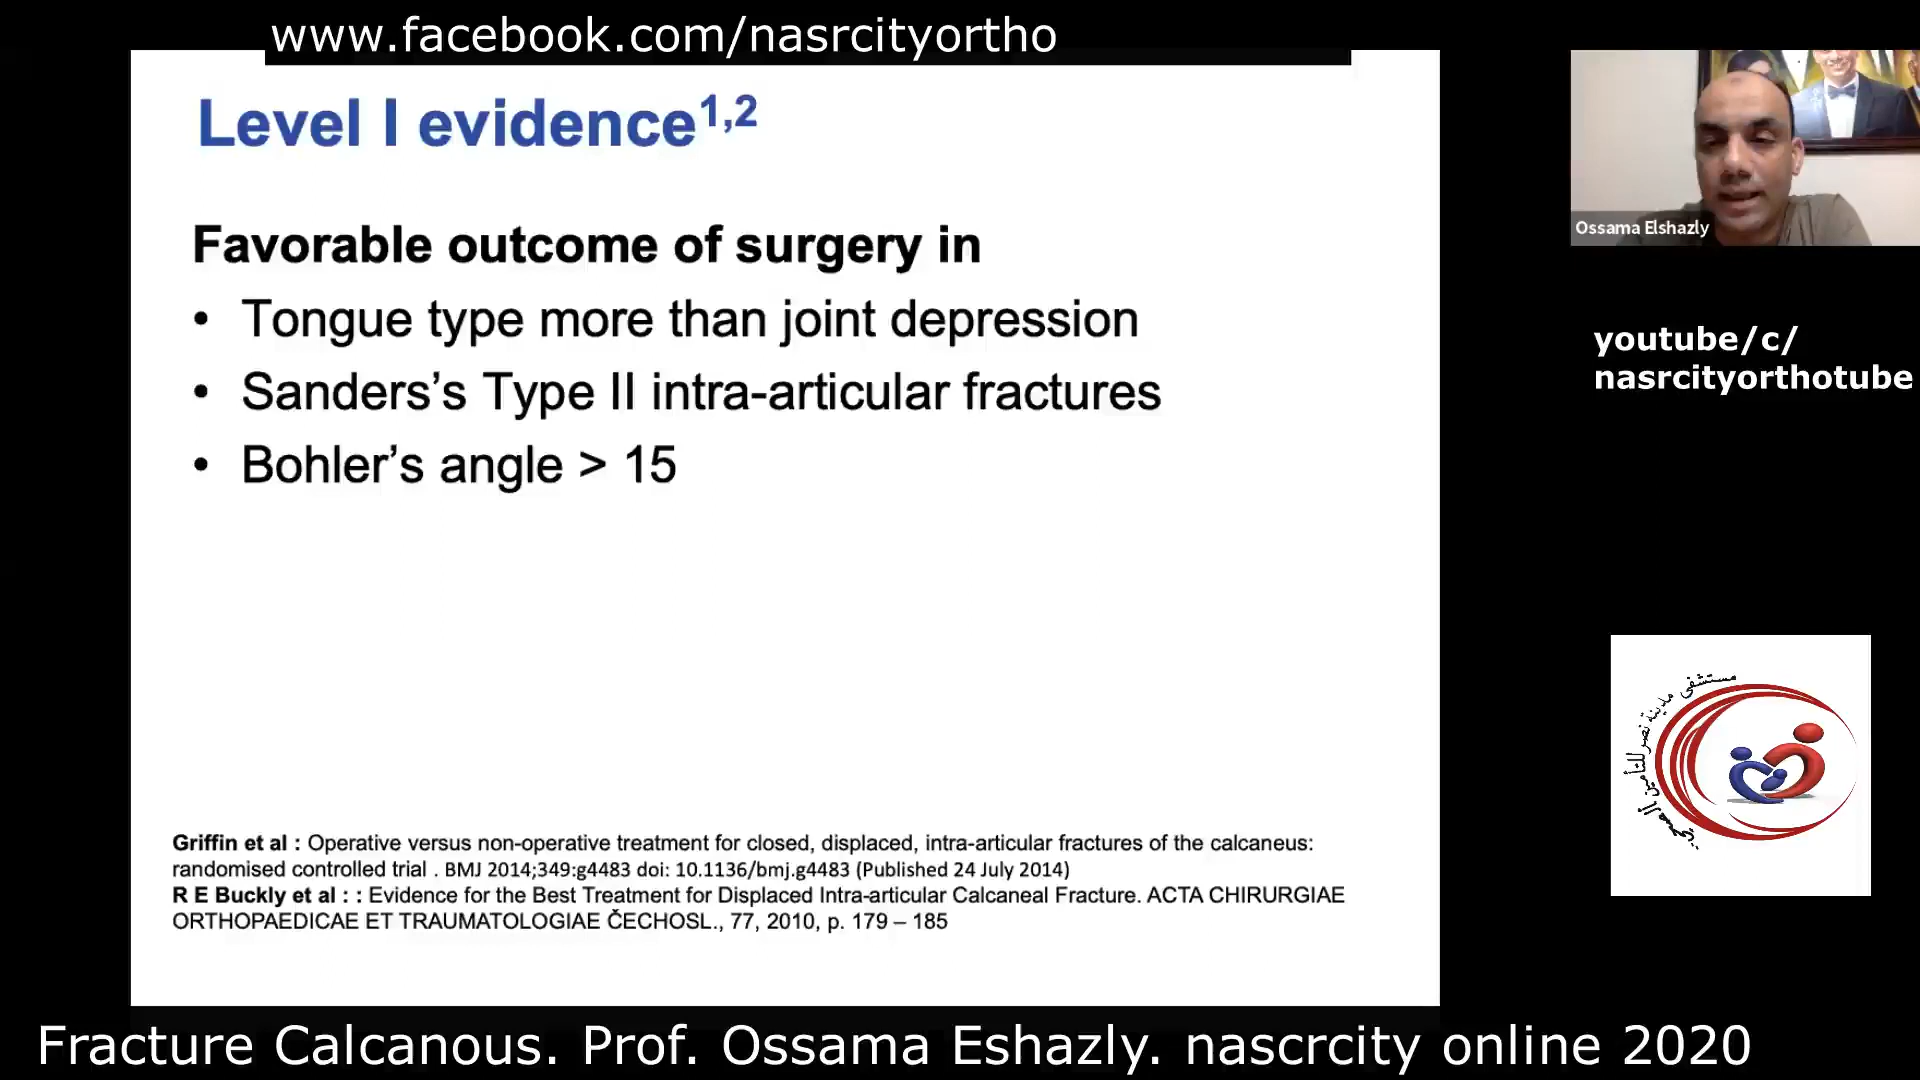 www.facebook.com/nasrcityortho
Level I evidence1,2
Favorable outcome of surgery in
• Tongue type more than joint depression
• Sanders’s Type II intra-articular fractures
• Bohler’s angle > 15
Griffin et al : Operative versus non-operative treatment for closed, displaced, intra-articular fractures of the calcaneus:
randomised controlled trial . BMJ 2014;349:g4483 doi: 10.1136/bmj.g4483 (Published 24 July 2014)
R E Buckly et al : : Evidence for the Best Treatment for Displaced Intra-articular Calcaneal Fracture. ACTA CHIRURGIAE
ORTHOPAEDICAE ET TRAUMATOLOGIAE ČECHOSL., 77, 2010, p. 179 – 185
Ossama Elshazly
youtube/c/
nasrcityorthotube
مستشفى مدينة نصر للتأمين الصحي
Fracture Calcanous. Prof. Ossama Eshazly. nascrcity online 2020